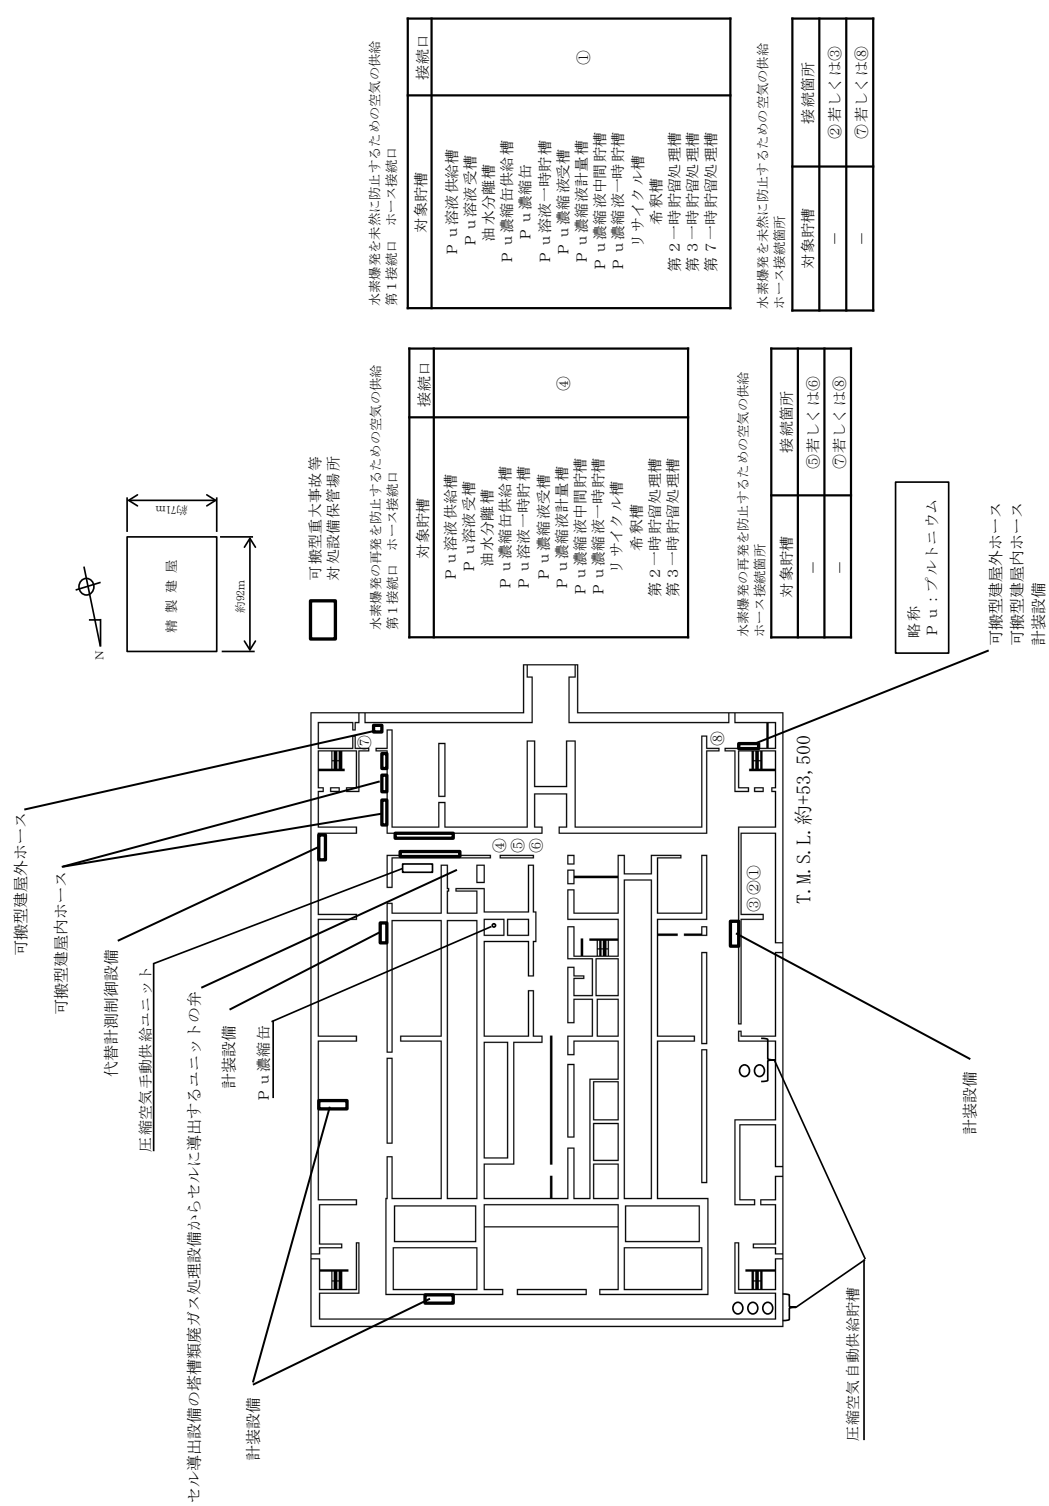 水素爆発を未然に防止するための空気の供給
第１接続口　ホース接続口
対象貯槽　接続口
Ｐｕ溶液供給槽　①
Ｐｕ溶液受槽
油水分離槽
Ｐｕ濃縮缶供給槽
Ｐｕ濃縮缶
Ｐｕ溶液一時貯槽
Ｐｕ濃縮液受槽
Ｐｕ濃縮液計量槽
Ｐｕ濃縮液中間貯槽
Ｐｕ濃縮液一時貯槽
リサイクル槽
希釈槽
第２一時貯留処理槽
第３一時貯留処理槽
第７一時貯留処理槽
水素爆発を未然に防止するための空気の供給
ホース接続箇所
対象貯槽　接続箇所
－　②若しくは③
－　⑦若しくは⑧
水素爆発の再発を防止するための空気の供給
第１接続口　ホース接続口
対象貯槽　接続口
Ｐｕ溶液供給槽　④
Ｐｕ溶液受槽
油水分離槽
Ｐｕ濃縮缶供給槽
Ｐｕ溶液一時貯槽
Ｐｕ濃縮液受槽
Ｐｕ濃縮液計量槽
Ｐｕ濃縮液中間貯槽
Ｐｕ濃縮液一時貯槽
リサイクル槽
希釈槽
第２一時貯留処理槽
第３一時貯留処理槽
水素爆発の再発を防止するための空気の供給
ホース接続箇所
対象貯槽　接続箇所
－　⑤若しくは⑥
－　⑦若しくは⑧
N
精製建屋
約71m
約92m
可搬型重大事故等
対処設備保管場所
略称
Ｐｕ：プルトニウム
可搬型建屋外ホース
可搬型建屋内ホース
代替計測制御設備
圧縮空気手動供給ユニット
セル導出設備の塔槽類廃ガス処理設備からセルに導出するユニットの弁
計装設備
Ｐｕ濃縮缶
計装設備
⑦
④
⑤
⑥
⑧
③②①
T.M.S.L.約+53,500
可搬型建屋外ホース
可搬型建屋内ホース
計装設備
計装設備
圧縮空気自動供給貯槽